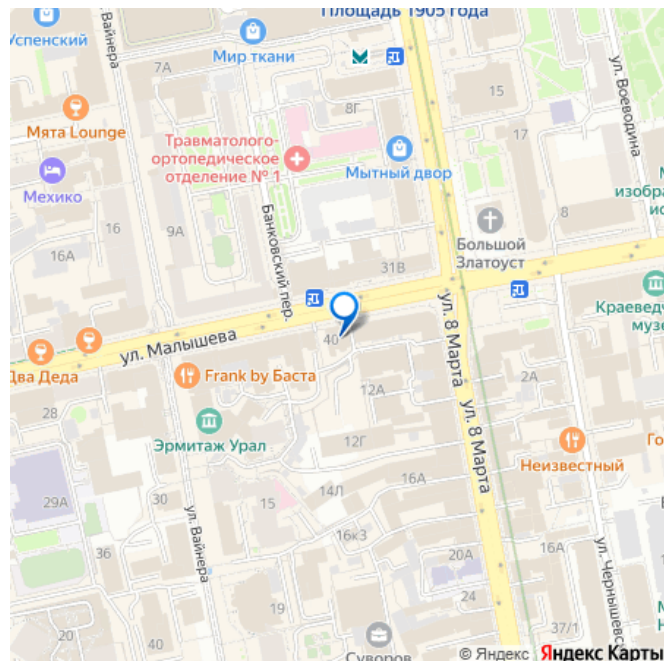 Площадь 1905 года
Успенский
Вайнера
Мир ткани
7А
8Г
15
ул. Воеводина
17
Мята Lounge
Травматолого-
ортопедическое
отделение № 1
Мытный двор
Мехико
изобра
ис
16
9А
16А
Банковский пер.
8
Большой
Златоуст
31В
Краеведч
музе
ул. Малышева
40
ул. 8 Марта
Два Деда
Frank by Баста
12А
2А
28
Эрмитаж Урал
12Г
ул. 8 Марта
Неизвестный
Го
29А
30
ул. Вайнера
15
14Л
16А
16к3
36
20А
16А
ул. Чернышевс
19
24
20
16
37/1
Суворов
© Яндекс
Яндекс Карты